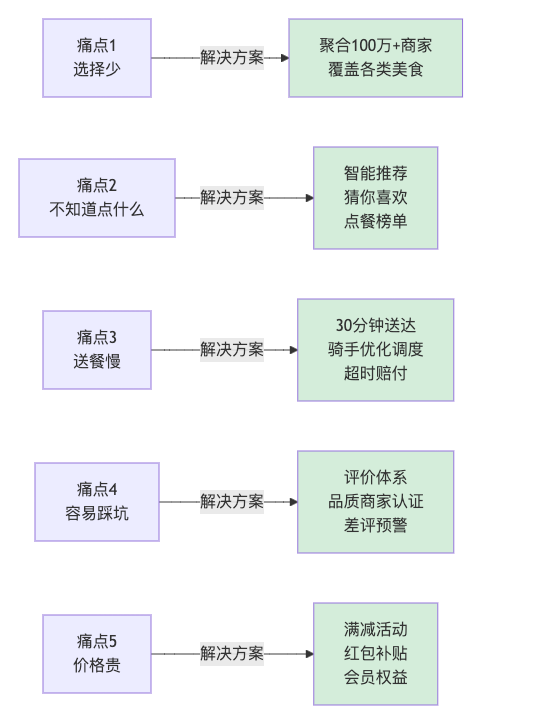 痛点1
选择少
解决方案
聚合100万+商家
覆盖各类美食
痛点2
不知道点什么
解决方案
智能推荐
猜你喜欢
点餐榜单
痛点3
送餐慢
解决方案
30分钟送达
骑手优化调度
超时赔付
痛点4
容易踩坑
解决方案
评价体系
品质商家认证
差评预警
痛点5
价格贵
解决方案
满减活动
红包补贴
会员权益